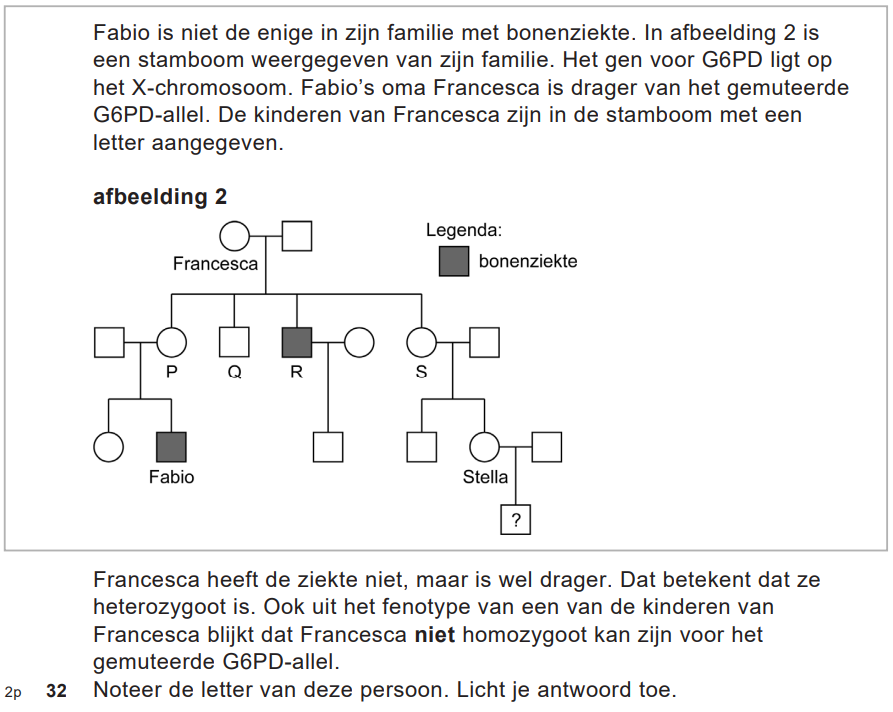 Fabio is niet de enige in zijn familie met bonenziekte. In afbeelding 2 is
een stamboom weergegeven van zijn familie. Het gen voor G6PD ligt op
het X-chromosoom. Fabio's oma Francesca is drager van het gemuteerde
G6PD-allel. De kinderen van Francesca zijn in de stamboom met een
letter aangegeven.
afbeelding 2
Legenda:
bonenziekte
Francesca
P Q R S
Fabio
Stella
?
Francesca heeft de ziekte niet, maar is wel drager. Dat betekent dat ze
heterozygoot is. Ook uit het fenotype van een van de kinderen van
Francesca blijkt dat Francesca niet homozygoot kan zijn voor het
gemuteerde G6PD-allel.
2p 32 Noteer de letter van deze persoon. Licht je antwoord toe.